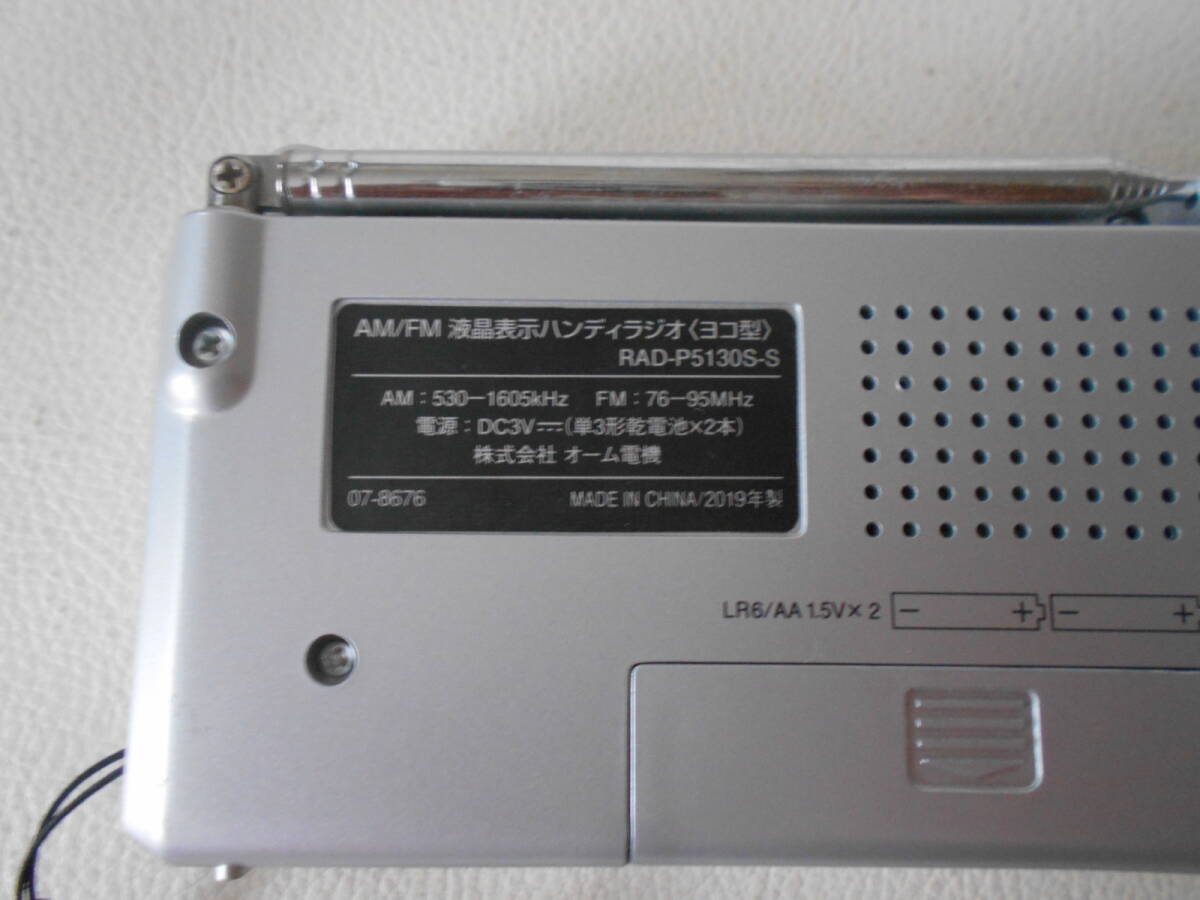 AM/FM 液晶表示ハンディラジオ〈ヨコ型〉
RAD-P5130S-S
AM：530－1605kHz FM：76－95MHz
電源：DC3V⎓（単3形乾電池×2本）
株式会社 オーム電機
07-8676 MADE IN CHINA/2019年製
LR6/AA 1.5V×2 － ＋ － ＋